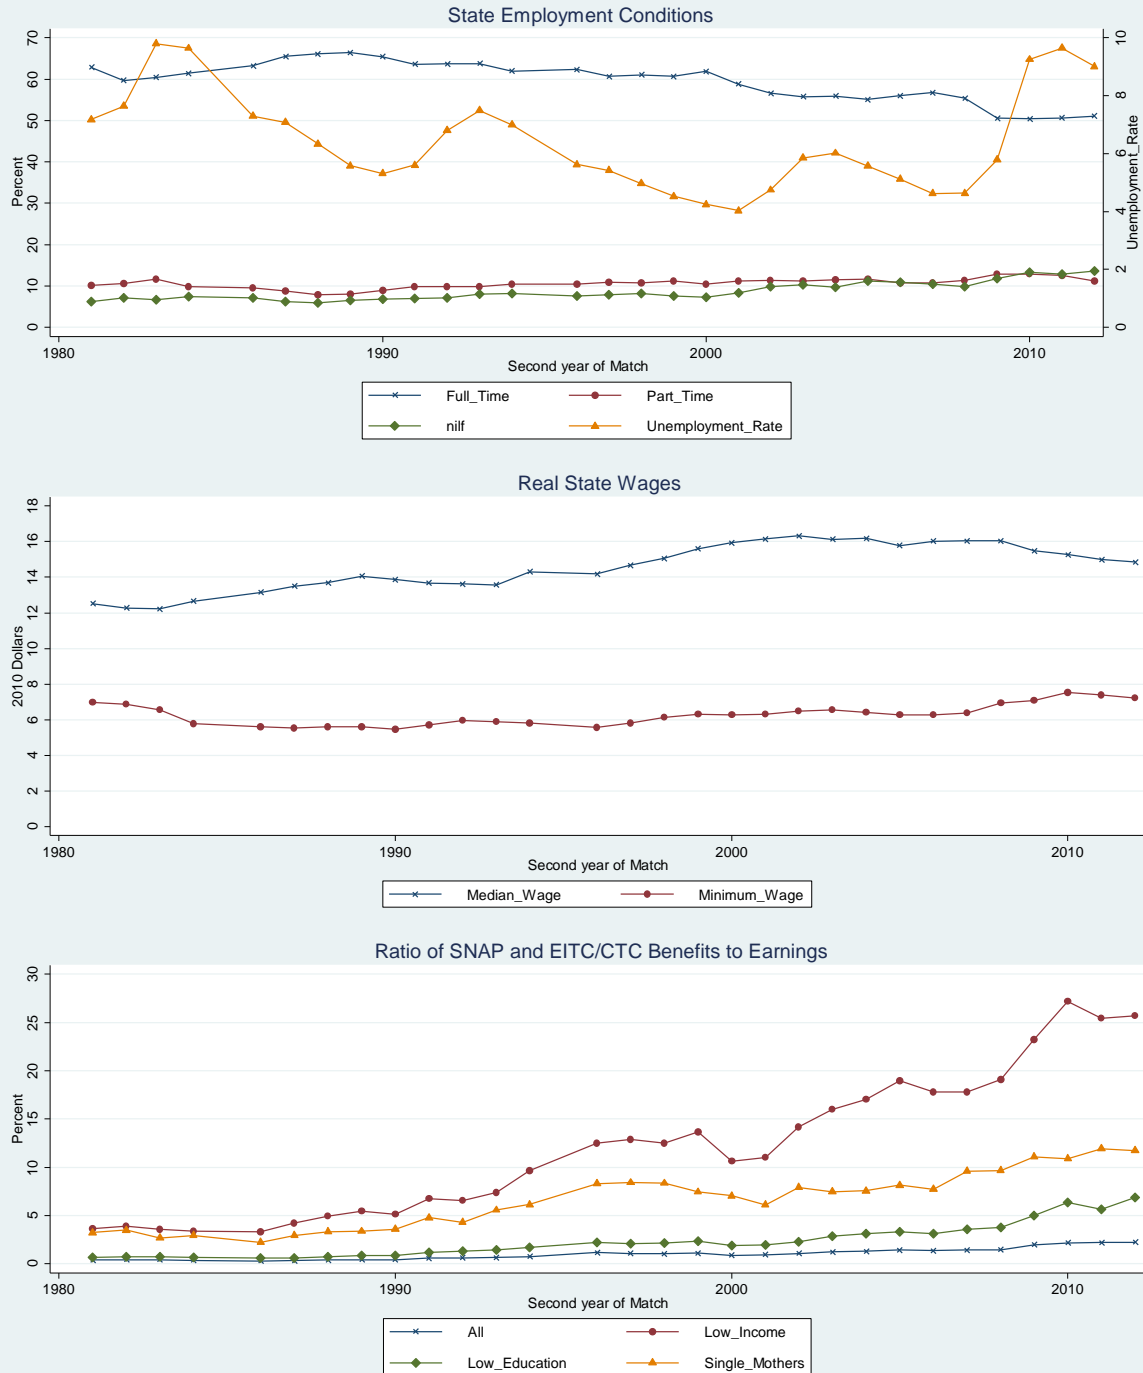 State Employment Conditions
70
60
50
40
30
20
10
0
Percent
10
8
6
4
2
0
Unemployment_Rate
1980 1990 2000 2010
Second year of Match
Full_Time Part_Time
nilf Unemployment_Rate
Real State Wages
18
16
14
12
10
8
6
4
2
0
2010 Dollars
1980 1990 2000 2010
Second year of Match
Median_Wage Minimum_Wage
Ratio of SNAP and EITC/CTC Benefits to Earnings
30
25
20
15
10
5
0
Percent
1980 1990 2000 2010
Second year of Match
All Low_Income
Low_Education Single_Mothers